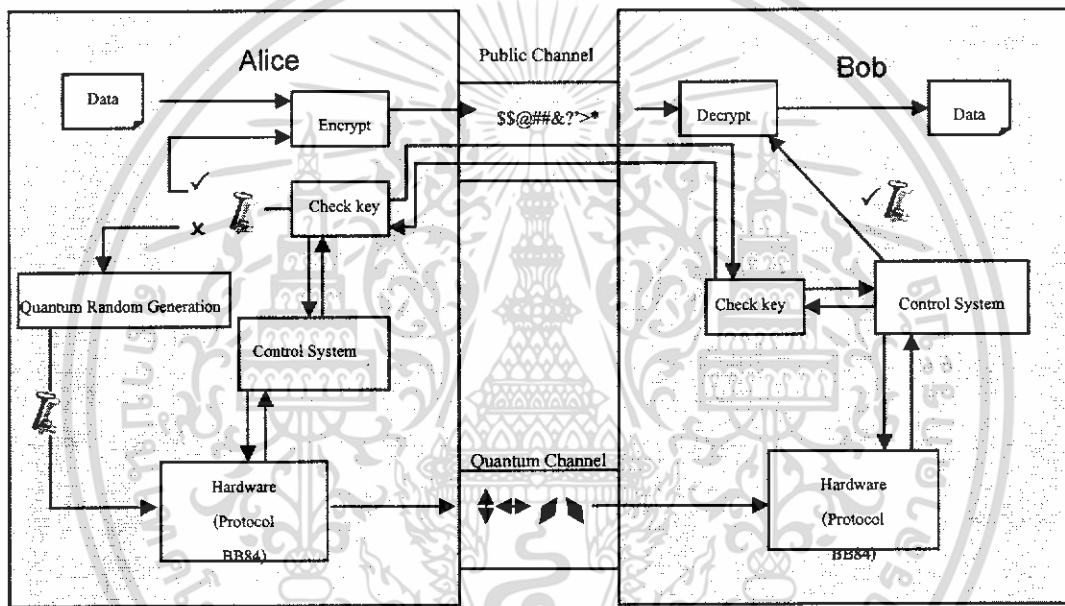 Alice
Public Channel
Bob
Data
Encrypt
$$@##&?'>*
Decrypt
Data
✓
Check key
x
✓
Quantum Random Generation
Control System
Check key
Control System
Quantum Channel
Hardware
(Protocol
BB84)
Hardware
(Protocol
BB84)